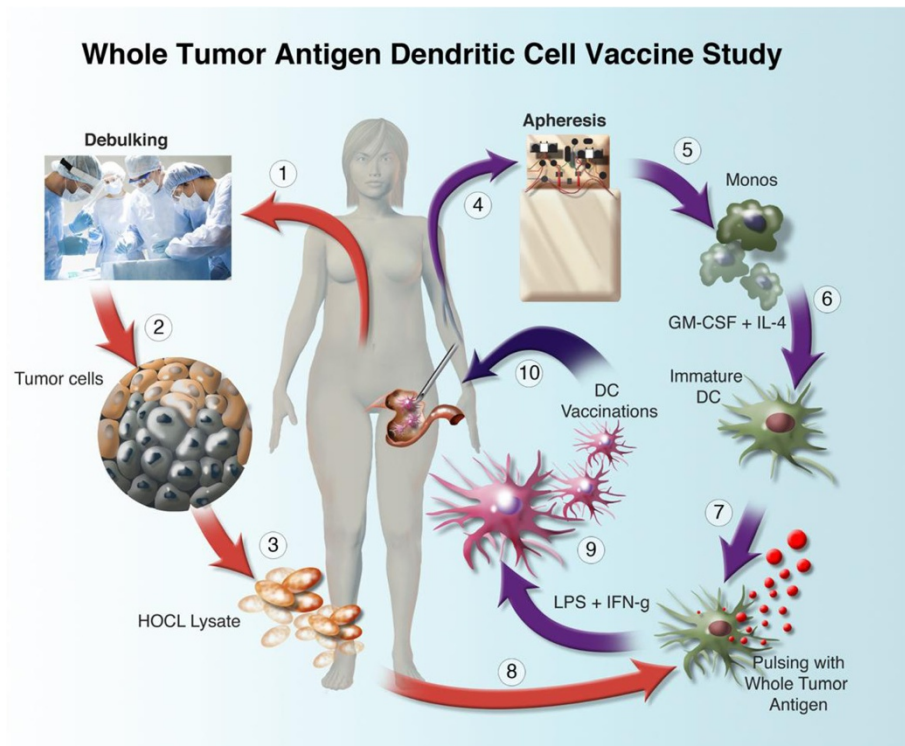 Whole Tumor Antigen Dendritic Cell Vaccine Study
Debulking
1
2
Tumor cells
3
HOCL Lysate
Apheresis
4
5
Monos
GM-CSF + IL-4
6
Immature
DC
7
Pulsing with
Whole Tumor
Antigen
8
LPS + IFN-g
9
DC
Vaccinations
10